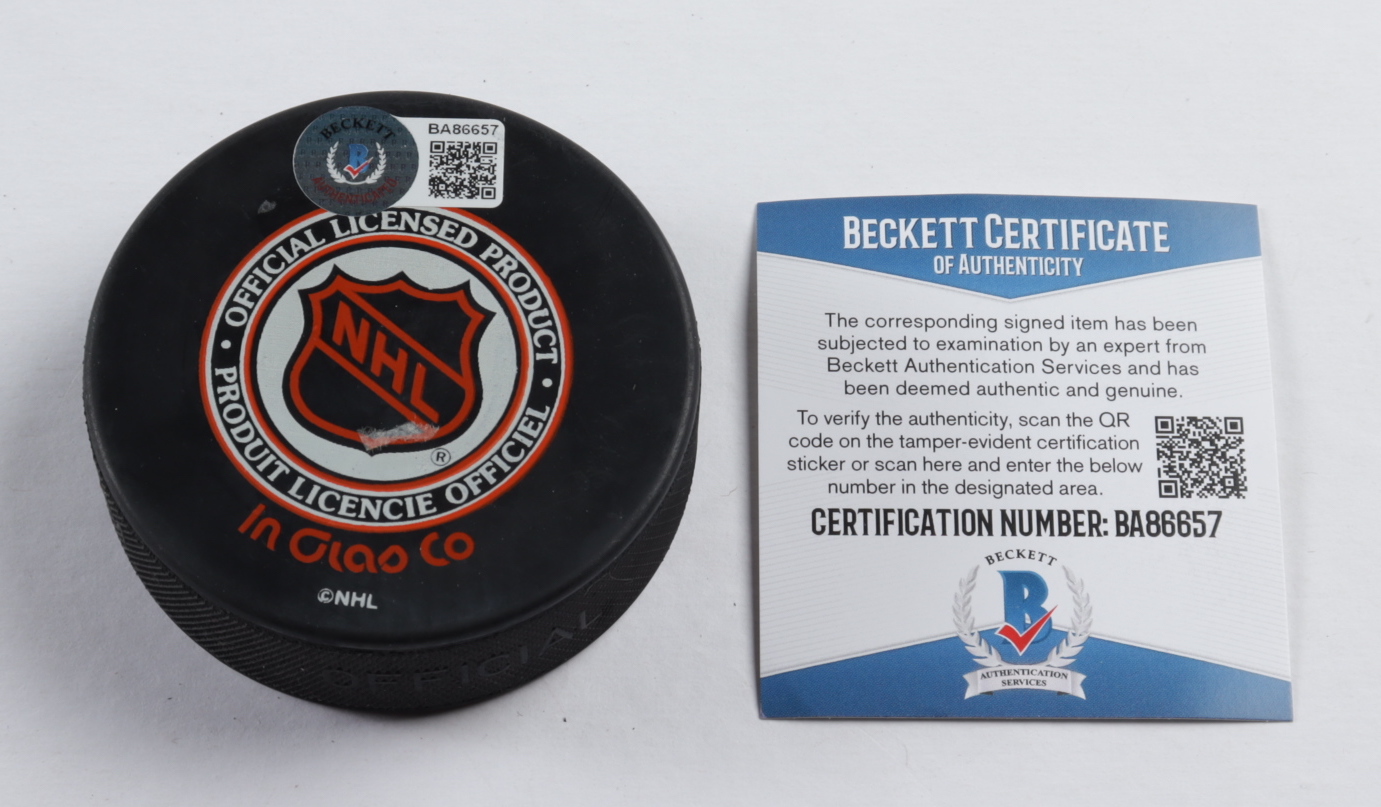 BECKETT
AUTHENTICATED
BA86657
B
• OFFICIAL LICENSED PRODUCT •
NHL
®
PRODUIT LICENCIE OFFICIEL
In Glas Co
©NHL
OFFICIAL
BECKETT CERTIFICATE
OF AUTHENTICITY
The corresponding signed item has been
subjected to examination by an expert from
Beckett Authentication Services and has
been deemed authentic and genuine.
To verify the authenticity, scan the QR
code on the tamper-evident certification
sticker or scan here and enter the below
number in the designated area.
CERTIFICATION NUMBER: BA86657
BECKETT
B
AUTHENTICATION
SERVICES